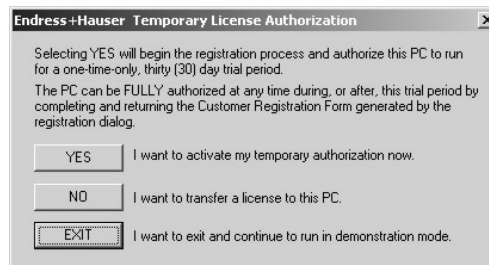 Endress+Hauser Temporary License Authorization
Selecting YES will begin the registration process and authorize this PC to run
for a one-time-only, thirty (30) day trial period.
The PC can be FULLY authorized at any time during, or after, this trial period by
completing and returning the Customer Registration Form generated by the
registration dialog.
YES I want to activate my temporary authorization now.
NO I want to transfer a license to this PC.
EXIT I want to exit and continue to run in demonstration mode.